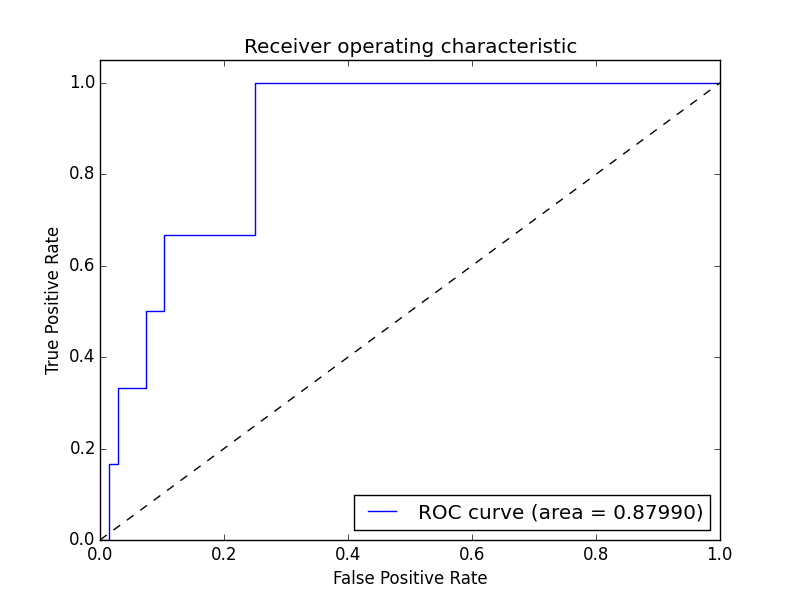 Receiver operating characteristic
1.0
0.8
0.6
0.4
0.2
0.0
True Positive Rate
ROC curve (area = 0.87990)
0.0 0.2 0.4 0.6 0.8 1.0
False Positive Rate